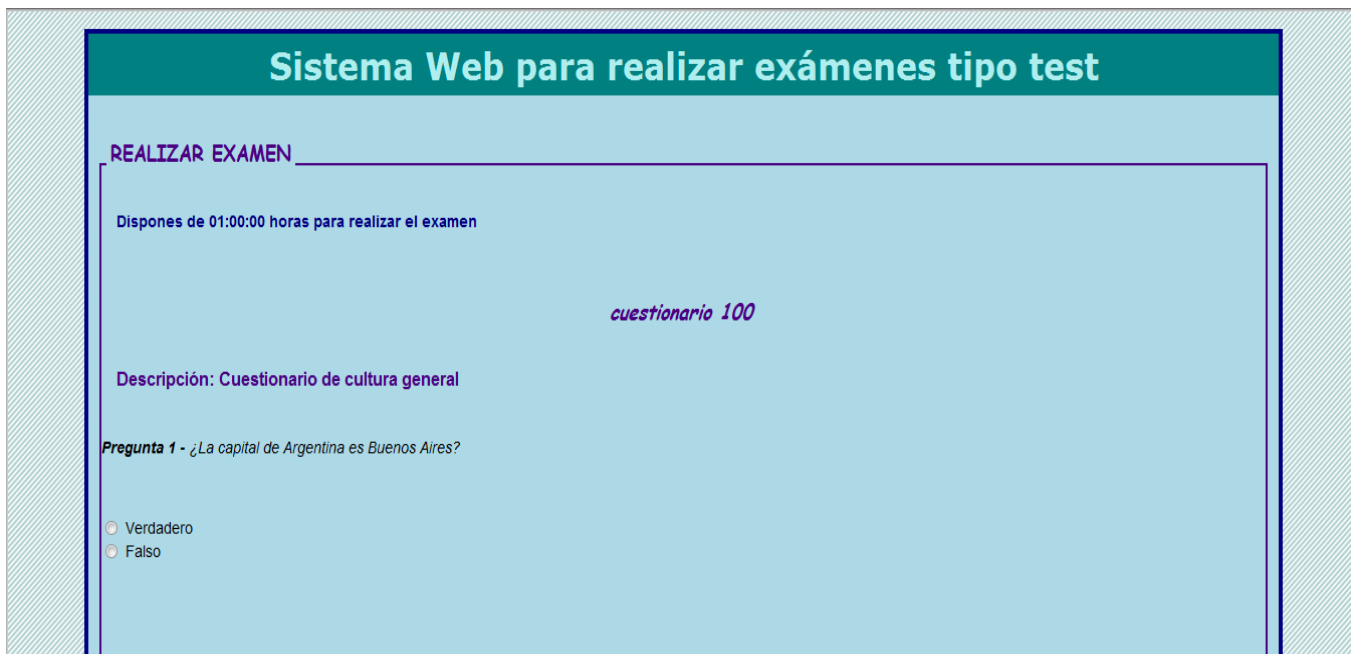 Sistema Web para realizar exámenes tipo test
REALIZAR EXAMEN
Dispones de 01:00:00 horas para realizar el examen
cuestionario 100
Descripción: Cuestionario de cultura general
Pregunta 1 - ¿La capital de Argentina es Buenos Aires?
Verdadero
Falso